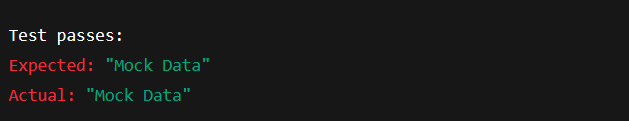 Test passes:
Expected: "Mock Data"
Actual: "Mock Data"